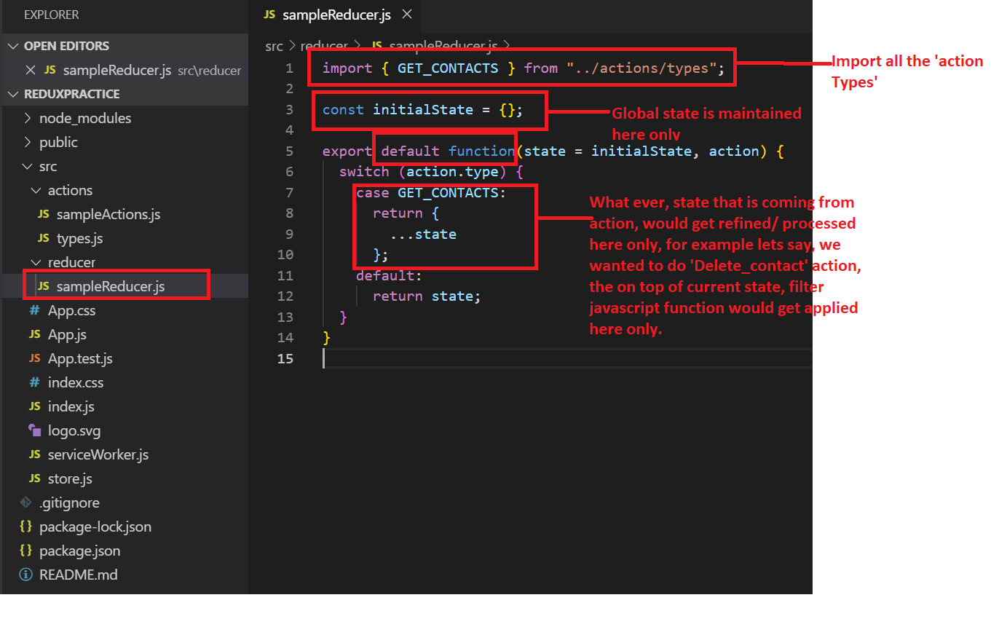 EXPLORER
OPEN EDITORS
JS sampleReducer.js src\reducer
REDUXPRACTICE
node_modules
public
src
actions
JS sampleActions.js
JS types.js
reducer
JS sampleReducer.js
# App.css
JS App.js
JS App.test.js
# index.css
JS index.js
logo.svg
JS serviceWorker.js
JS store.js
.gitignore
{} package-lock.json
{} package.json
README.md
JS sampleReducer.js
src > reducer > JS sampleReducer.js >
1 import { GET_CONTACTS } from "../actions/types";
2
3 const initialState = {};
4
5 export default function(state = initialState, action) {
6 switch (action.type) {
7 case GET_CONTACTS:
8 return {
9 ...state
10 };
11 default:
12 return state;
13 }
14 }
15
Import all the 'action
Types'
Global state is maintained
here only
What ever, state that is coming from
action, would get refined/ processed
here only, for example lets say, we
wanted to do 'Delete_contact' action,
the on top of current state, filter
javascript function would get applied
here only.